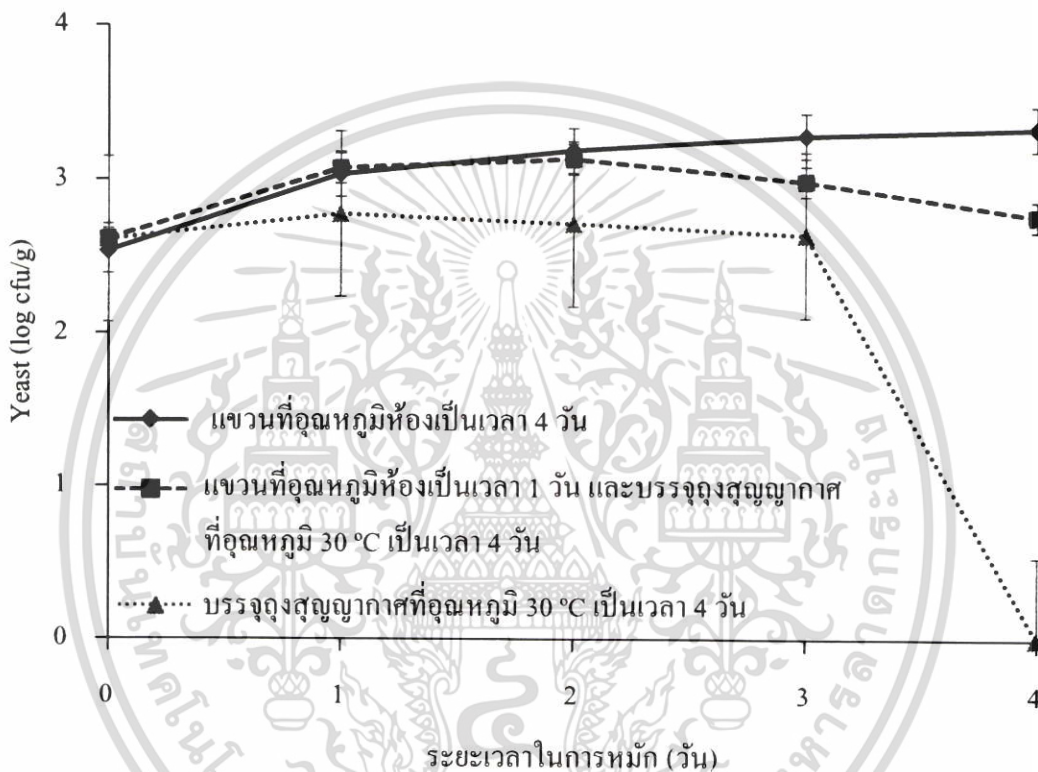 4
3
2
1
0
Yeast (log cfu/g)
แขวนที่อุณหภูมิห้องเป็นเวลา 4 วัน
แขวนที่อุณหภูมิห้องเป็นเวลา 1 วัน และบรรจุถุงสุญญากาศ
ที่อุณหภูมิ 30 °C เป็นเวลา 4 วัน
บรรจุถุงสุญญากาศที่อุณหภูมิ 30 °C เป็นเวลา 4 วัน
0 1 2 3 4
ระยะเวลาในการหมัก (วัน)